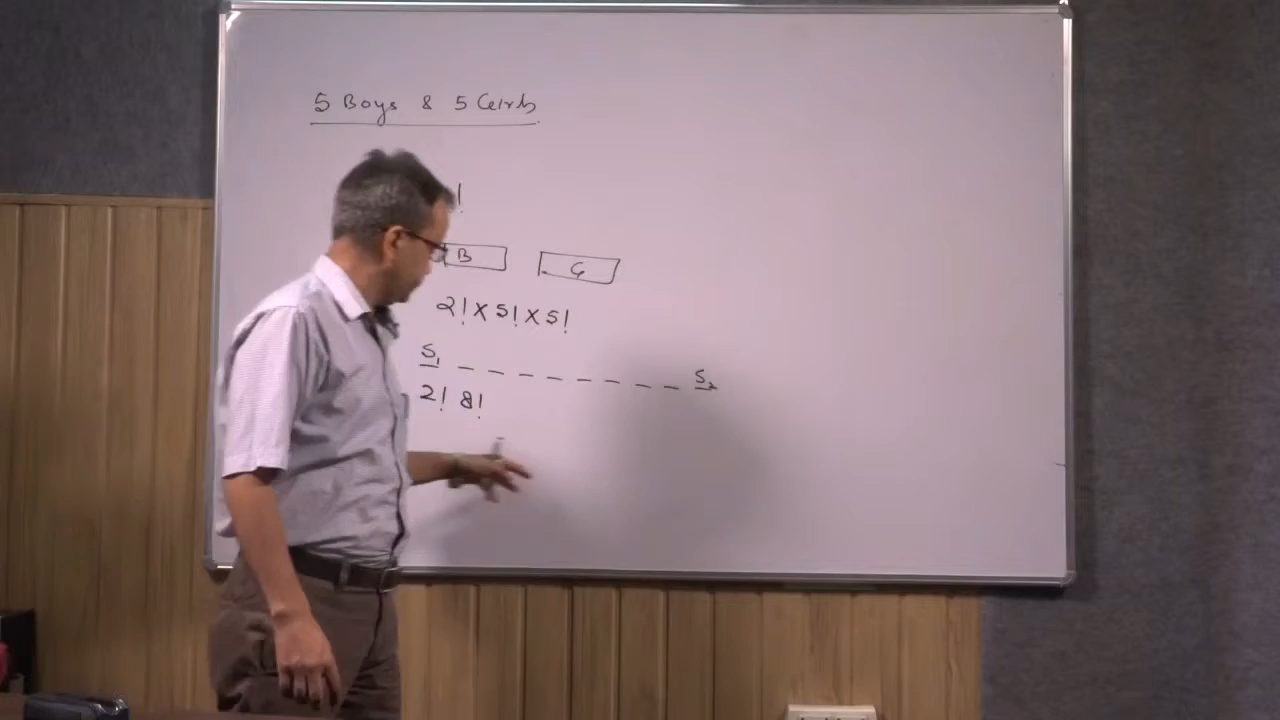 5 Boys & 5 Girls
!
B G
2! X 5! X 5!
S₁ _ _ _ _ _ _ _ _ S₂
2! 8!